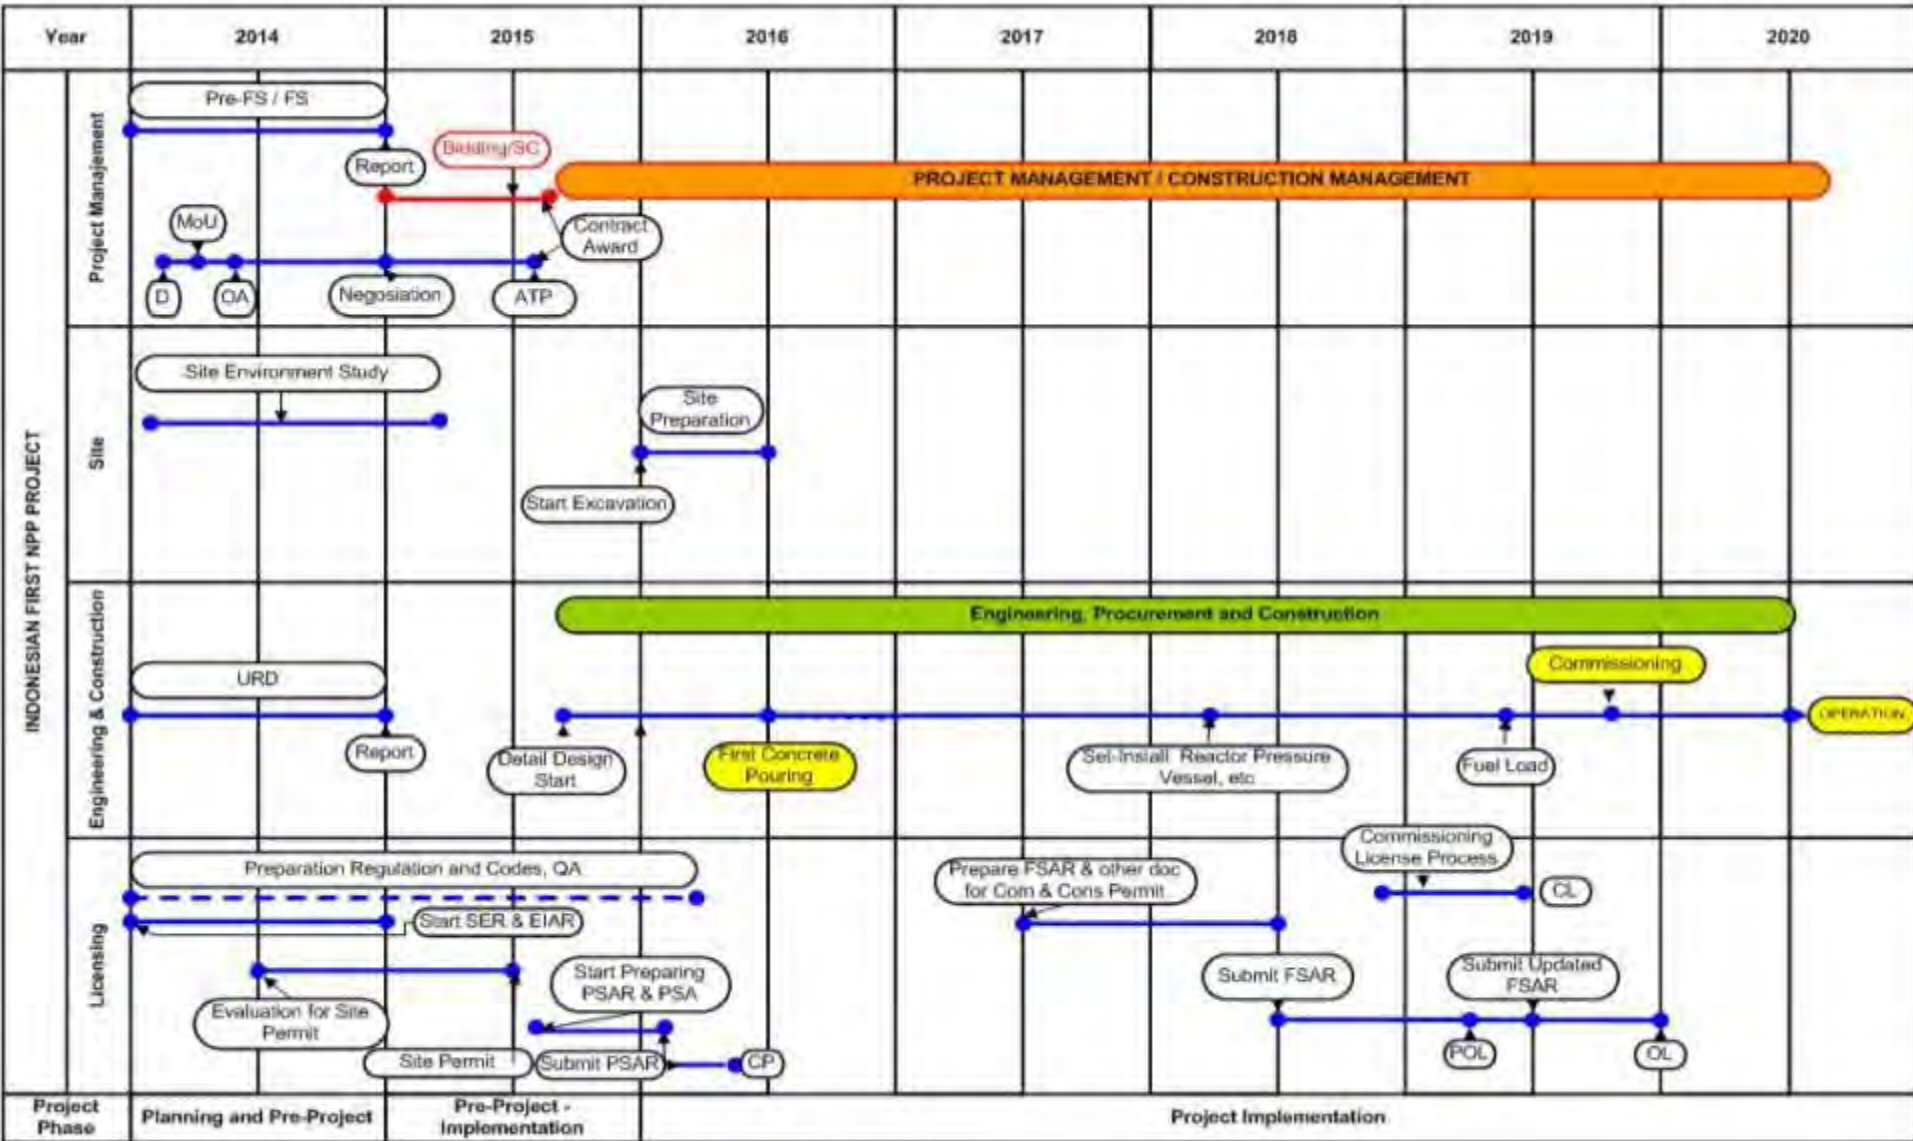 Year
2014
2015
2016
2017
2018
2019
2020
INDONESIAN FIRST NPP PROJECT
Project Manajement
Pre-FS / FS
Report
Bidding/SC
PROJECT MANAGEMENT / CONSTRUCTION MANAGEMENT
MoU
Contract
Award
D
OA
Negosiation
ATP
Site
Site Environment Study
Site
Preparation
Start Excavation
Engineering & Construction
Engineering, Procurement and Construction
URD
Commissioning
OPERATION
Report
Detail Design
Start
First Concrete
Pouring
Sel-Insiall Reactor Pressure
Vessel, etc
Fuel Load
Licensing
Preparation Regulation and Codes, QA
Start SER & EIAR
Prepare FSAR & other doc
for Com & Cons Permit
Commissioning
License Process
CL
Evaluation for Site
Permit
Start Preparing
PSAR & PSA
Submit FSAR
Submit Updated
FSAR
Site Permit
Submit PSAR
CP
POL
OL
Project
Phase
Planning and Pre-Project
Pre-Project -
Implementation
Project Implementation